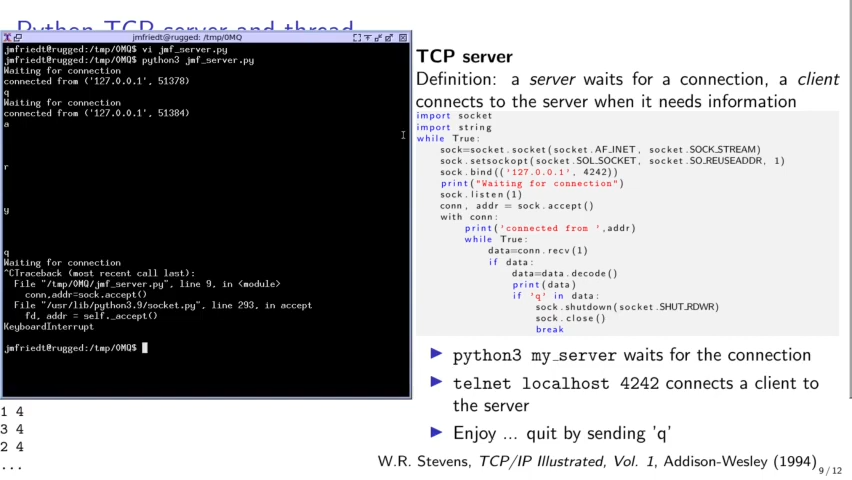 Python TCP server and thread
jmfriedt@rugged: /tmp/0MQ
jmfriedt@rugged:/tmp/0MQ$ vi jmf_server.py
jmfriedt@rugged:/tmp/0MQ$ python3 jmf_server.py
Waiting for connection
connected from ('127.0.0.1', 51378)
q
Waiting for connection
connected from ('127.0.0.1', 51384)
a
r
y
q
Waiting for connection
^CTraceback (most recent call last):
File "/tmp/0MQ/jmf_server.py", line 9, in <module>
conn,addr=sock.accept()
File "/usr/lib/python3.9/socket.py", line 293, in accept
fd, addr = self._accept()
KeyboardInterrupt
jmfriedt@rugged:/tmp/0MQ$
1 4
3 4
2 4
...
TCP server
Definition: a server waits for a connection, a client
connects to the server when it needs information
import socket
import string
while True:
sock=socket.socket(socket.AF_INET, socket.SOCK_STREAM)
sock.setsockopt(socket.SOL_SOCKET, socket.SO_REUSEADDR, 1)
sock.bind(('127.0.0.1', 4242))
print("Waiting for connection")
sock.listen(1)
conn, addr = sock.accept()
with conn:
print('connected from ',addr)
while True:
data=conn.recv(1)
if data:
data=data.decode()
print(data)
if 'q' in data:
sock.shutdown(socket.SHUT_RDWR)
sock.close()
break
▶ python3 my_server waits for the connection
▶ telnet localhost 4242 connects a client to
the server
▶ Enjoy ... quit by sending 'q'
W.R. Stevens, TCP/IP Illustrated, Vol. 1, Addison-Wesley (1994)
9 / 12